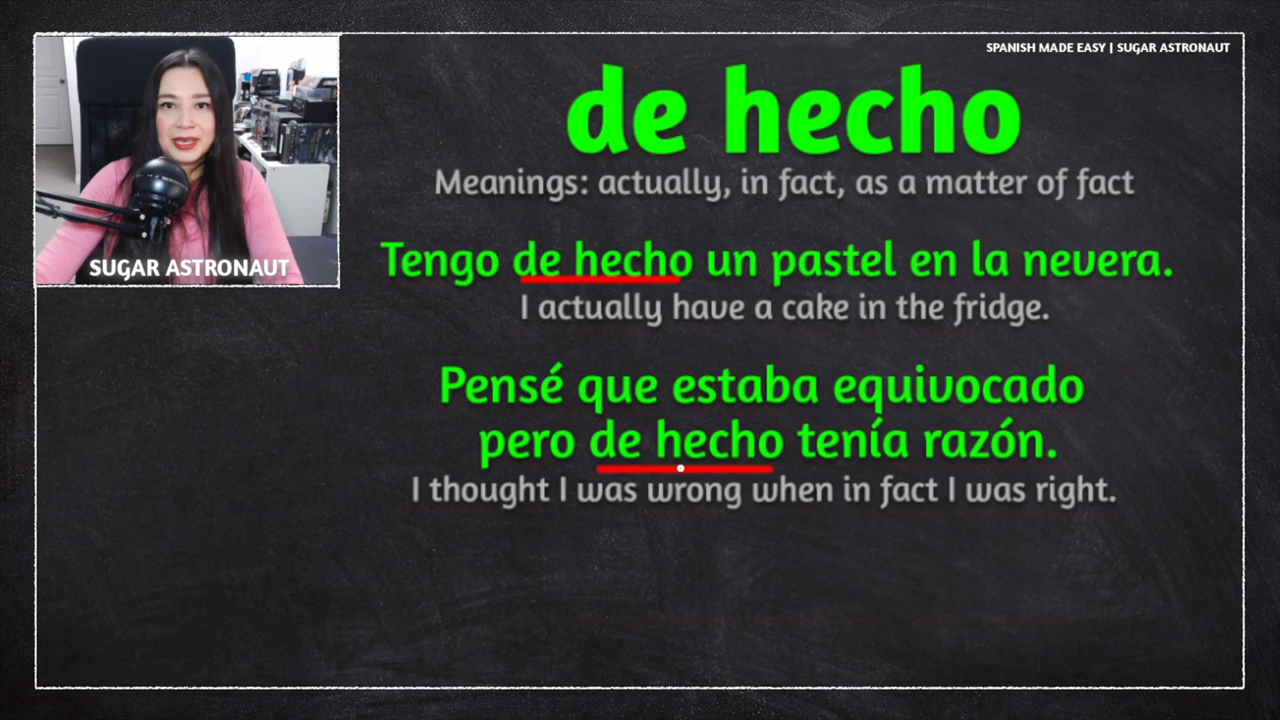 SPANISH MADE EASY | SUGAR ASTRONAUT
de hecho
Meanings: actually, in fact, as a matter of fact
SUGAR ASTRONAUT
Tengo de hecho un pastel en la nevera.
I actually have a cake in the fridge.
Pensé que estaba equivocado
pero de hecho tenía razón.
I thought I was wrong when in fact I was right.